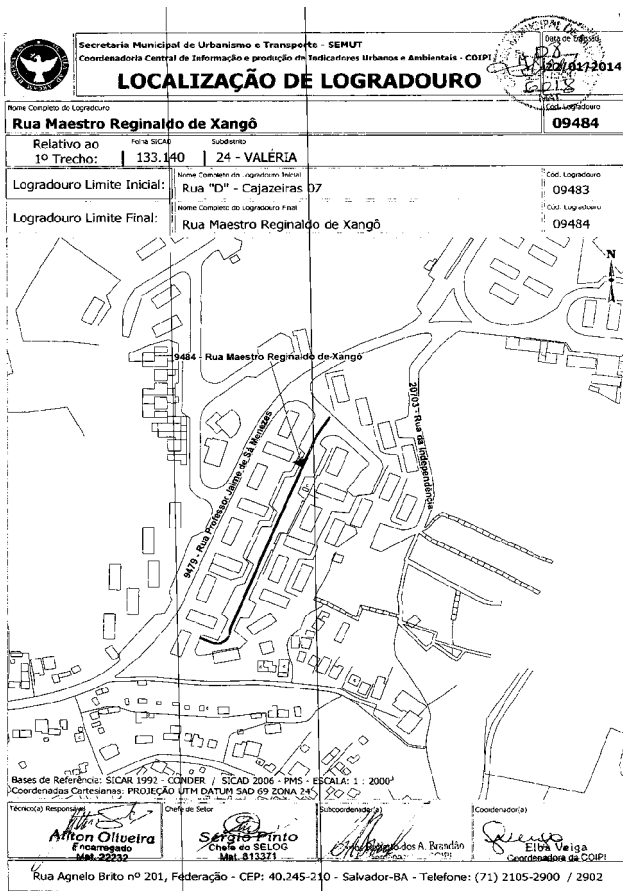 Secretaria Municipal de Urbanismo e Transporte - SEMUT
Coordenadoria Central de Informação e produção de Indicadores Urbanos e Ambientais - COIPI
LOCALIZAÇÃO DE LOGRADOURO
Data de Emissão
22/01/2014
Nome Completo do Logradouro
Rua Maestro Reginaldo de Xangô
Cód. Logradouro
09484
Relativo ao 1º Trecho:
Folha SICAD
133.140
Subdistrito
24 - VALÉRIA
Logradouro Limite Inicial:
Nome Completo do Logradouro Inicial
Rua "D" - Cajazeiras 07
Cód. Logradouro
09483
Logradouro Limite Final:
Nome Completo do Logradouro Final
Rua Maestro Reginaldo de Xangô
Cód. Logradouro
09484
N
9484 - Rua Maestro Reginaldo de Xangô
20703 - Rua da Independência
9479 - Rua Professor Jaime de Sá Menezes
Bases de Referência: SICAR 1992 - CONDER / SICAD 2006 - PMS - ESCALA: 1 : 2000
Coordenadas Cartesianas: PROJEÇÃO UTM DATUM SAD 69 ZONA 24
Técnico(a) Responsável
Ailton Oliveira
Encarregado
Mat. 22232
Chefe de Setor
Sérgio Pinto
Chefe do SELOG
Mat. 813371
Subcoordenador(a)
dos A. Brandão
Coordenador(a)
Elba Veiga
Coordenadora da COIPI
Rua Agnelo Brito nº 201, Federação - CEP: 40.245-210 - Salvador-BA - Telefone: (71) 2105-2900 / 2902